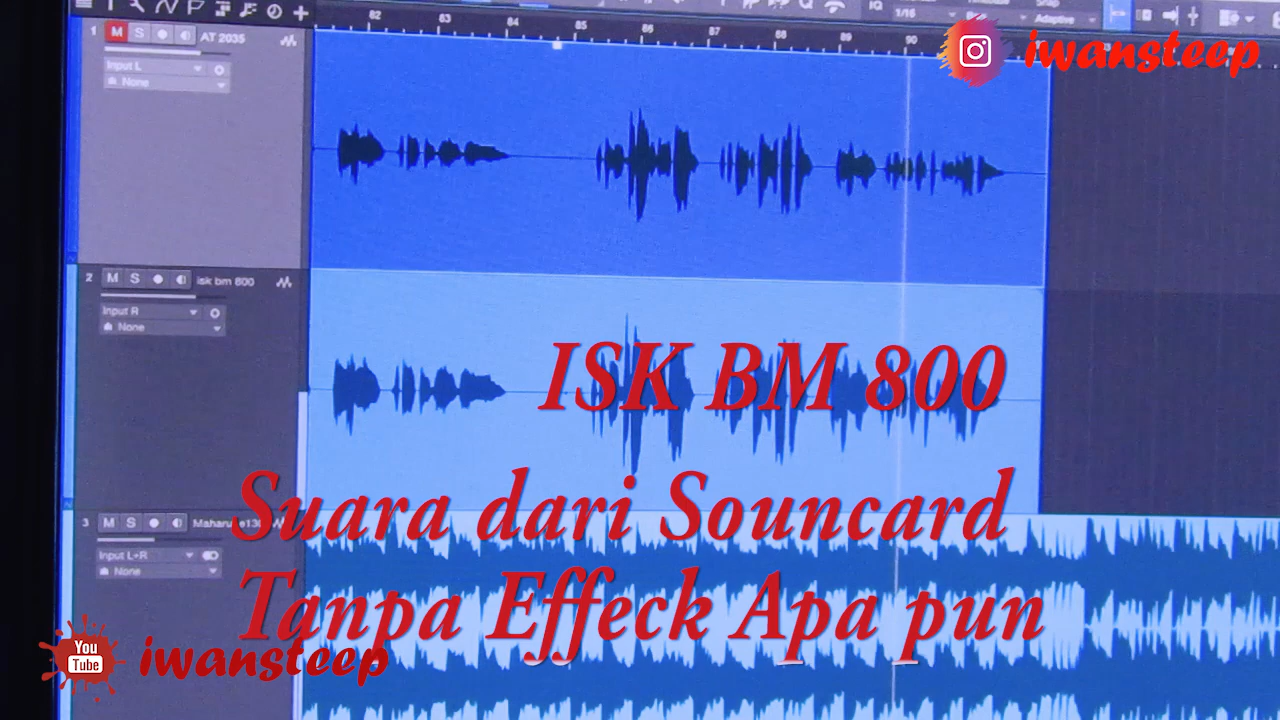 82 83 84 85 86 87 88 89 90
IQ 1/16 Adaptive
1 M S AT 2035
Input L
None
iwansteep
2 M S isk bm 800
Input R
None
ISK BM 800
Suara dari Souncard
3 M S
Input L+R
None
Tanpa Effeck Apa pun
You
Tube
iwansteep